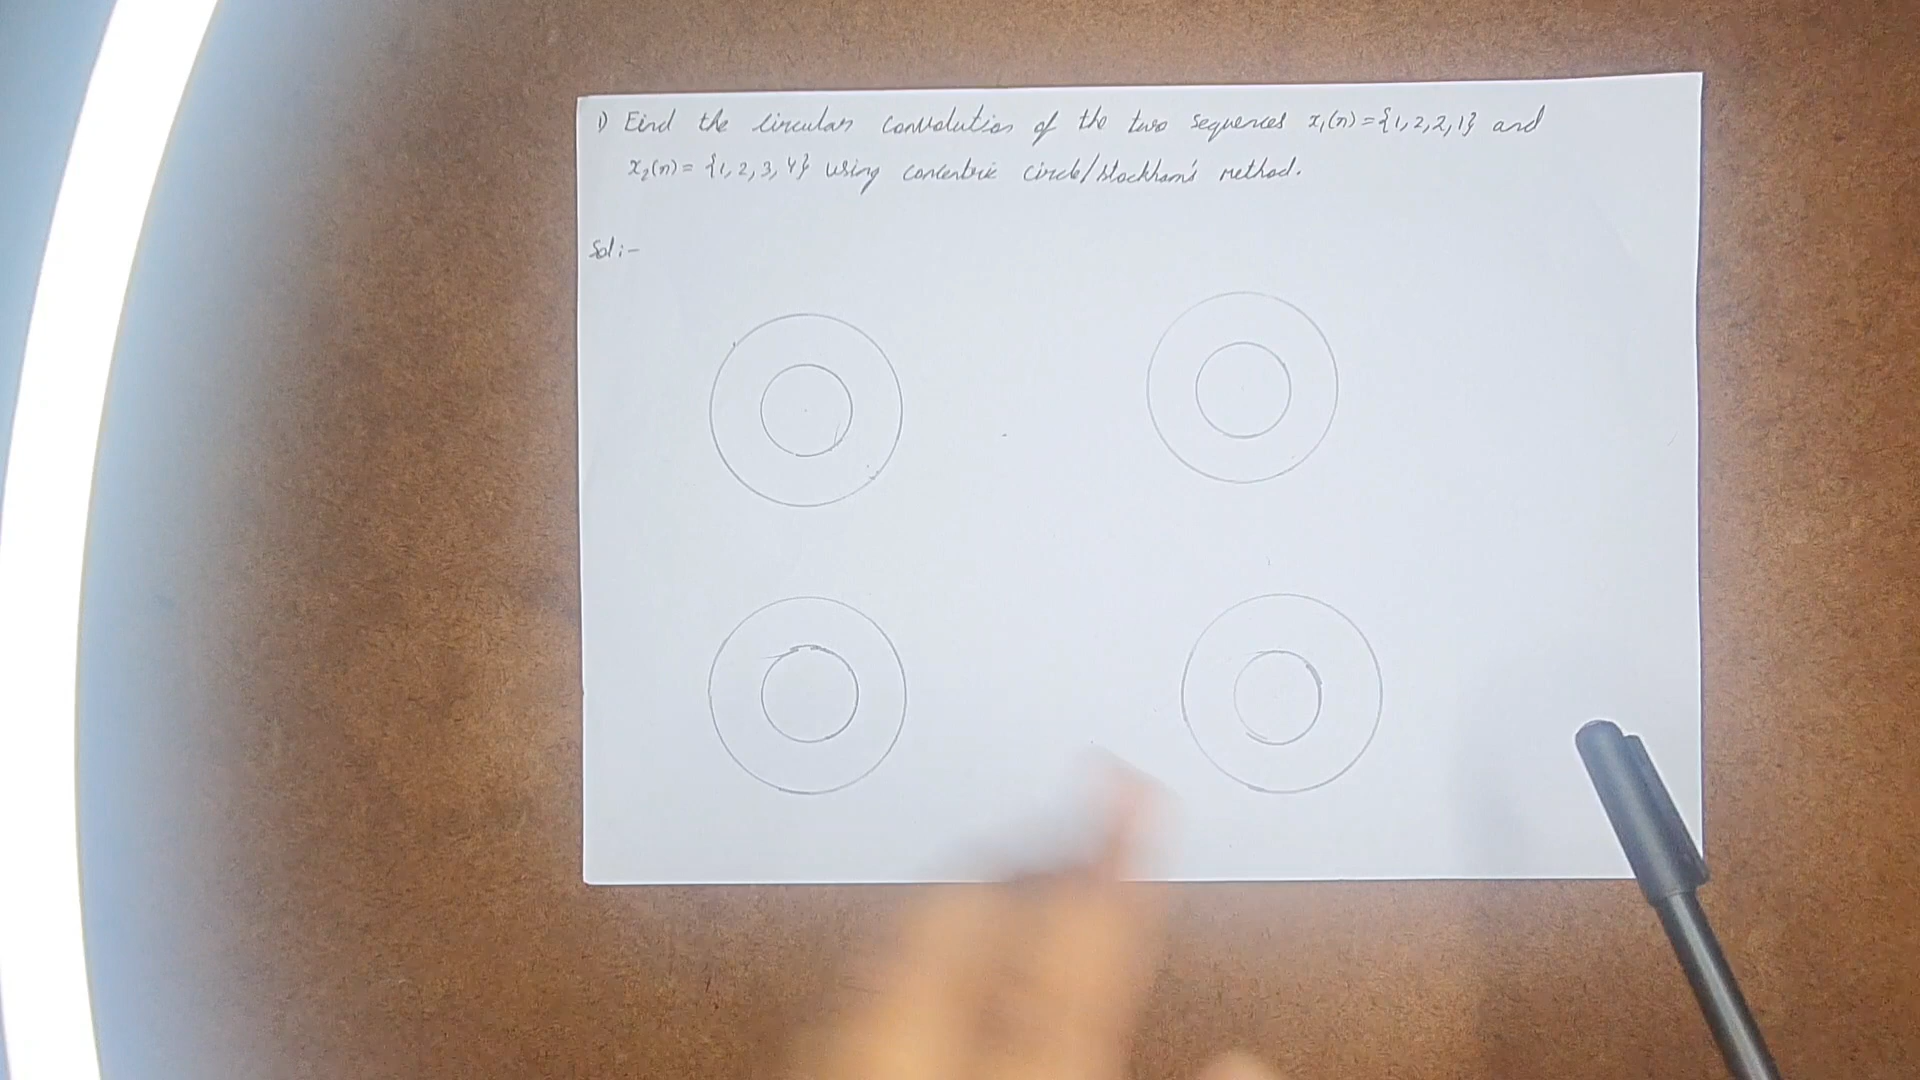 1) Find the circular convolution of the two sequences x₁(n)={1,2,2,1} and
x₂(n)={1,2,3,4} using concentric circle/stockham's method.
Sol:-